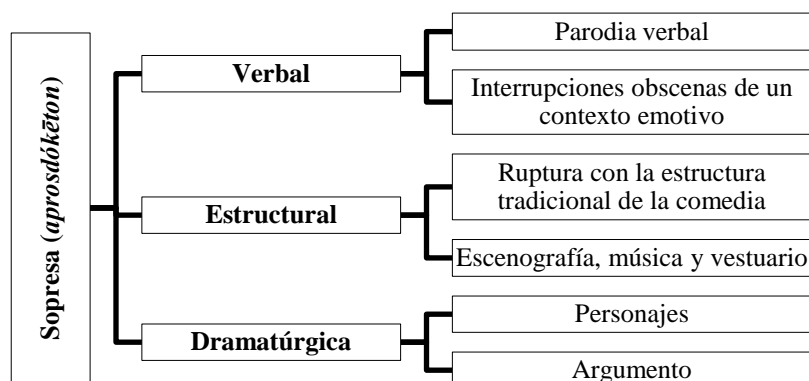 Sopresa (aprosdókēton)
Verbal
Parodia verbal
Interrupciones obscenas de un
contexto emotivo
Estructural
Ruptura con la estructura
tradicional de la comedia
Escenografía, música y vestuario
Dramatúrgica
Personajes
Argumento